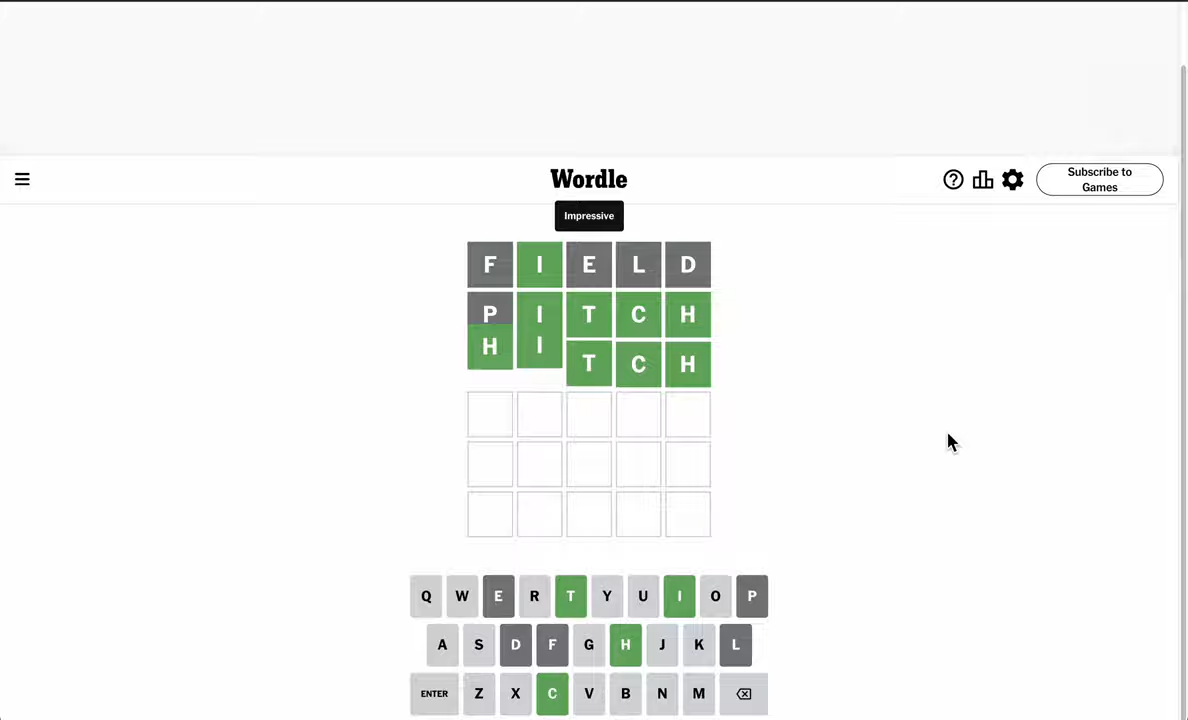 Wordle
Subscribe to
Games
Impressive
F I E L D
P I T C H
H I T C H
Q W E R T Y U I O P
A S D F G H J K L
ENTER Z X C V B N M